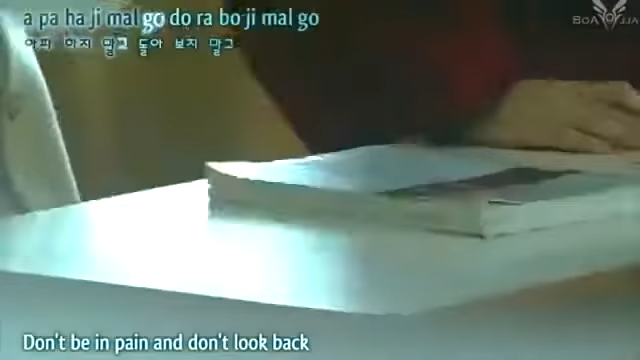 a pa ha ji mal go do ra bo ji mal go
BOA JJA
아파 하지 말고 돌아 보지 말고
Don't be in pain and don't look back